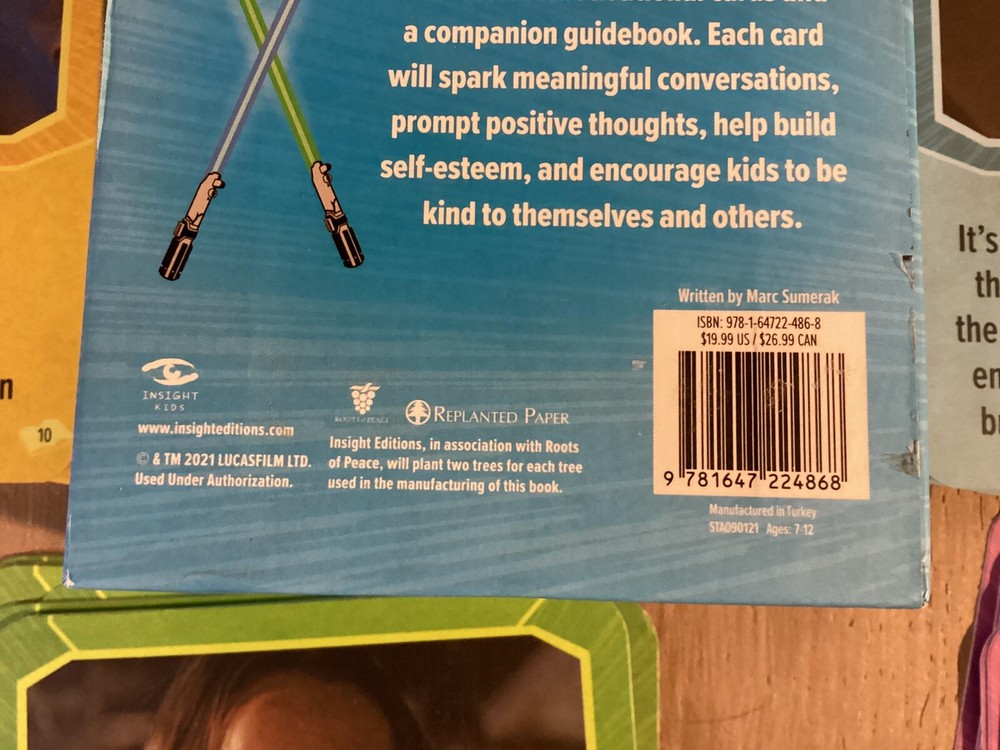 a companion guidebook. Each card
will spark meaningful conversations,
prompt positive thoughts, help build
self-esteem, and encourage kids to be
kind to themselves and others.
Written by Marc Sumerak
ISBN: 978-1-64722-486-8
$19.99 US / $26.99 CAN
9 781647 224868
Manufactured in Turkey
STA090121 Ages: 7-12
INSIGHT
KIDS
www.insighteditions.com
© & TM 2021 LUCASFILM LTD.
Used Under Authorization.
ROOTS of PEACE
REPLANTED PAPER
Insight Editions, in association with Roots
of Peace, will plant two trees for each tree
used in the manufacturing of this book.
10
It's
the